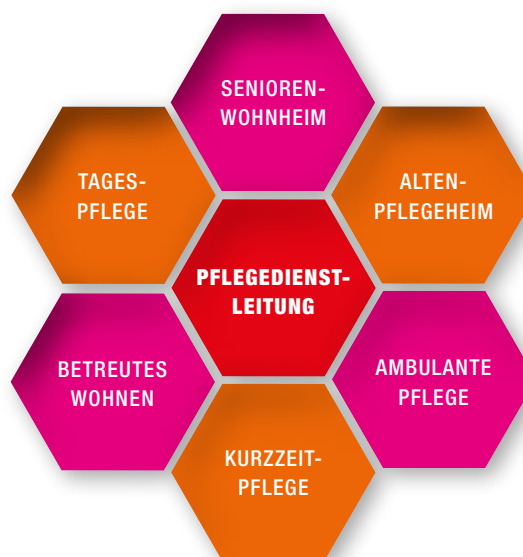 SENIOREN-
WOHNHEIM
TAGES-
PFLEGE
ALTEN-
PFLEGEHEIM
PFLEGEDIENST-
LEITUNG
BETREUTES
WOHNEN
AMBULANTE
PFLEGE
KURZZEIT-
PFLEGE